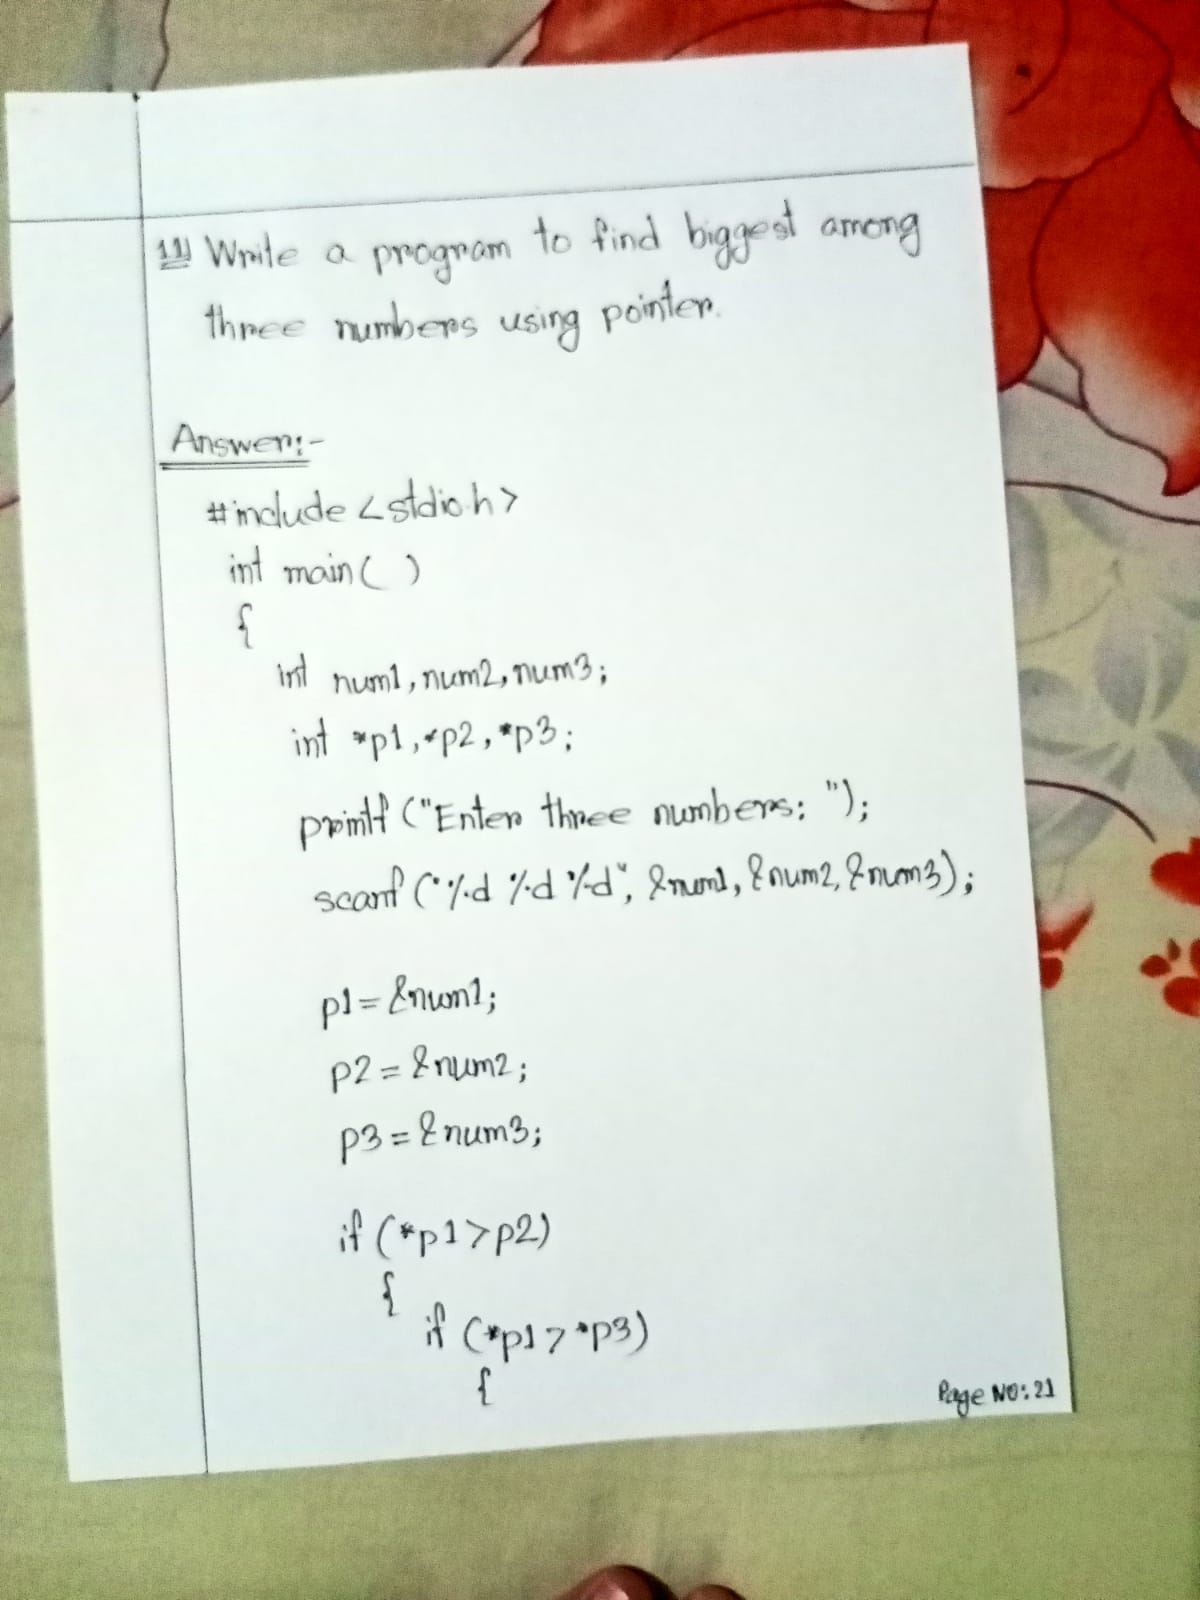 11) Write a program to find biggest among
three numbers using pointer.
Answer:-
#include <stdio.h>
int main( )
{
int num1, num2, num3;
int *p1, *p2, *p3;
printf ("Enter three numbers: ");
scanf ("%d %d %d", &num1, &num2, &num3);
p1 = &num1;
p2 = &num2;
p3 = &num3;
if (*p1 > p2)
{
if (*p1 > *p3)
{
Page NO: 21